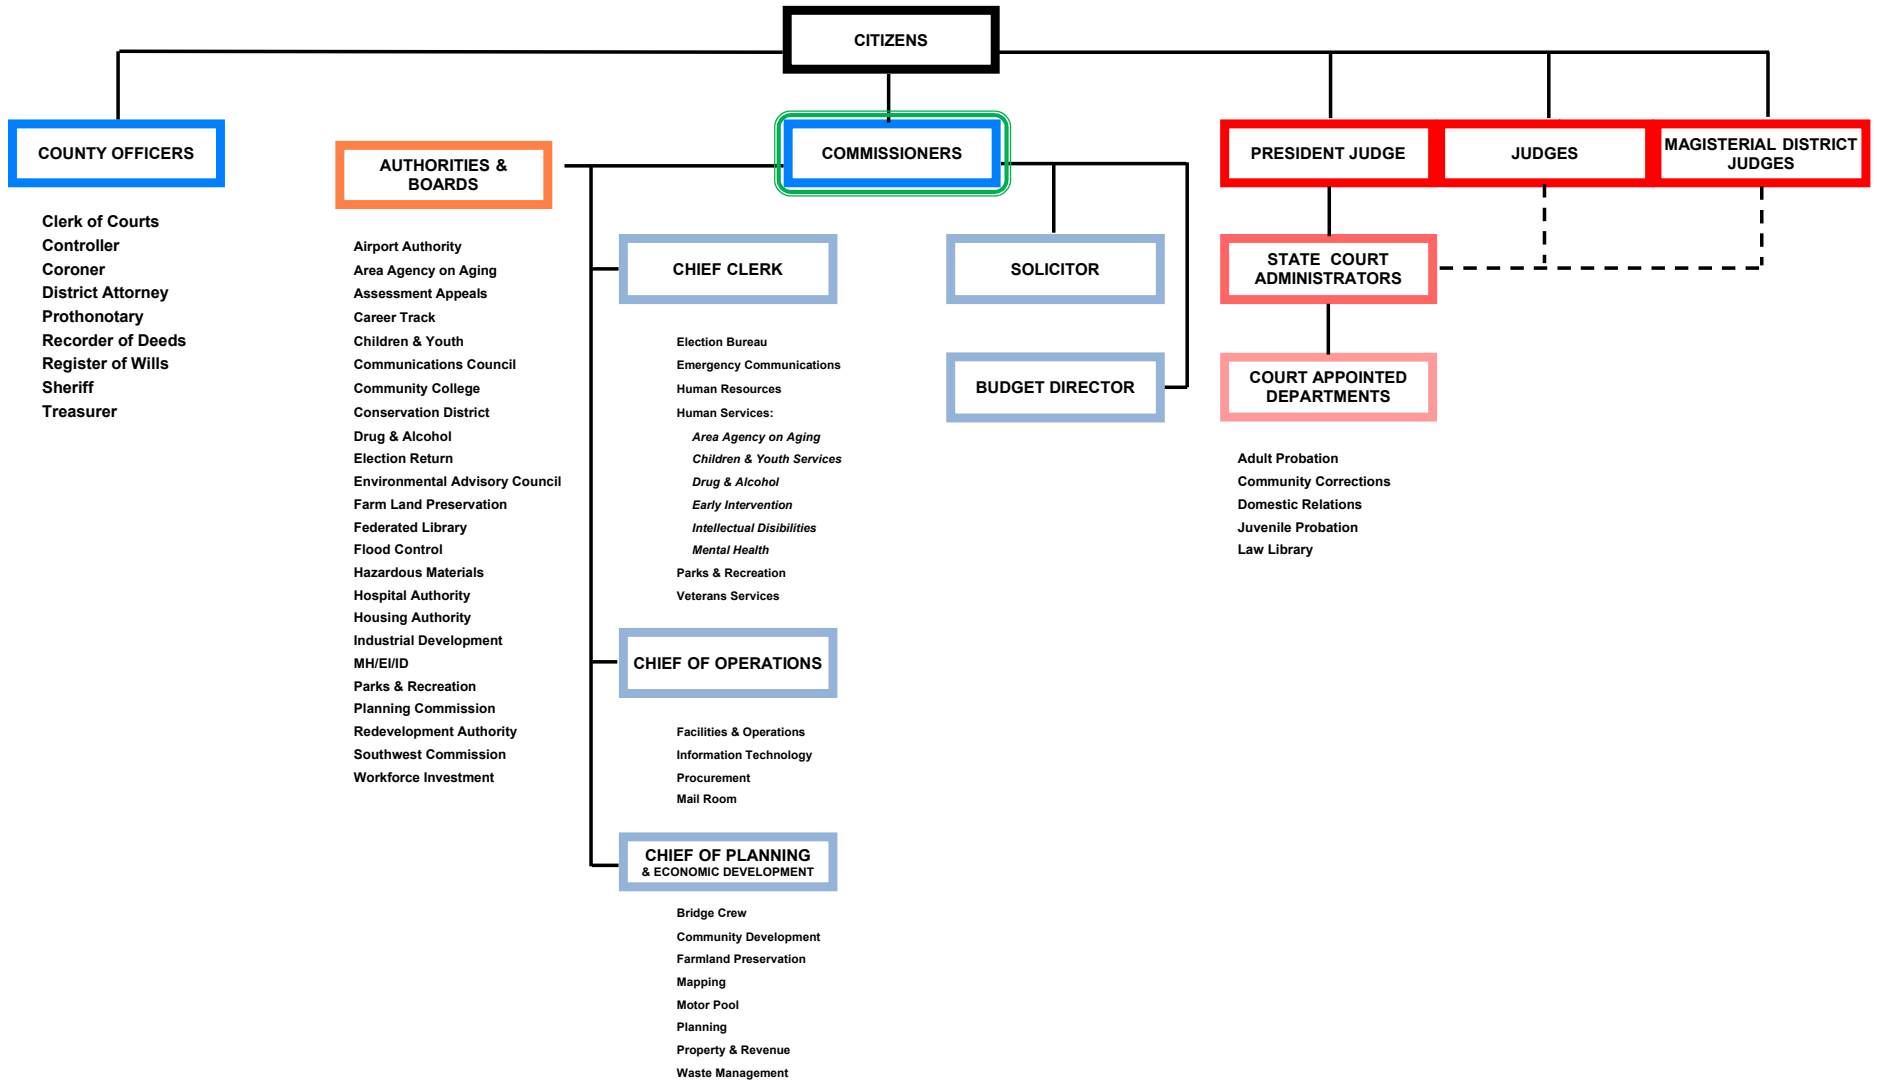 CITIZENS
COUNTY OFFICERS
Clerk of Courts
Controller
Coroner
District Attorney
Prothonotary
Recorder of Deeds
Register of Wills
Sheriff
Treasurer
AUTHORITIES &
BOARDS
Airport Authority
Area Agency on Aging
Assessment Appeals
Career Track
Children & Youth
Communications Council
Community College
Conservation District
Drug & Alcohol
Election Return
Environmental Advisory Council
Farm Land Preservation
Federated Library
Flood Control
Hazardous Materials
Hospital Authority
Housing Authority
Industrial Development
MH/EI/ID
Parks & Recreation
Planning Commission
Redevelopment Authority
Southwest Commission
Workforce Investment
COMMISSIONERS
CHIEF CLERK
Election Bureau
Emergency Communications
Human Resources
Human Services:
Area Agency on Aging
Children & Youth Services
Drug & Alcohol
Early Intervention
Intellectual Disibilities
Mental Health
Parks & Recreation
Veterans Services
CHIEF OF OPERATIONS
Facilities & Operations
Information Technology
Procurement
Mail Room
CHIEF OF PLANNING
& ECONOMIC DEVELOPMENT
Bridge Crew
Community Development
Farmland Preservation
Mapping
Motor Pool
Planning
Property & Revenue
Waste Management
SOLICITOR
BUDGET DIRECTOR
PRESIDENT JUDGE
JUDGES
MAGISTERIAL DISTRICT
JUDGES
STATE COURT
ADMINISTRATORS
COURT APPOINTED
DEPARTMENTS
Adult Probation
Community Corrections
Domestic Relations
Juvenile Probation
Law Library